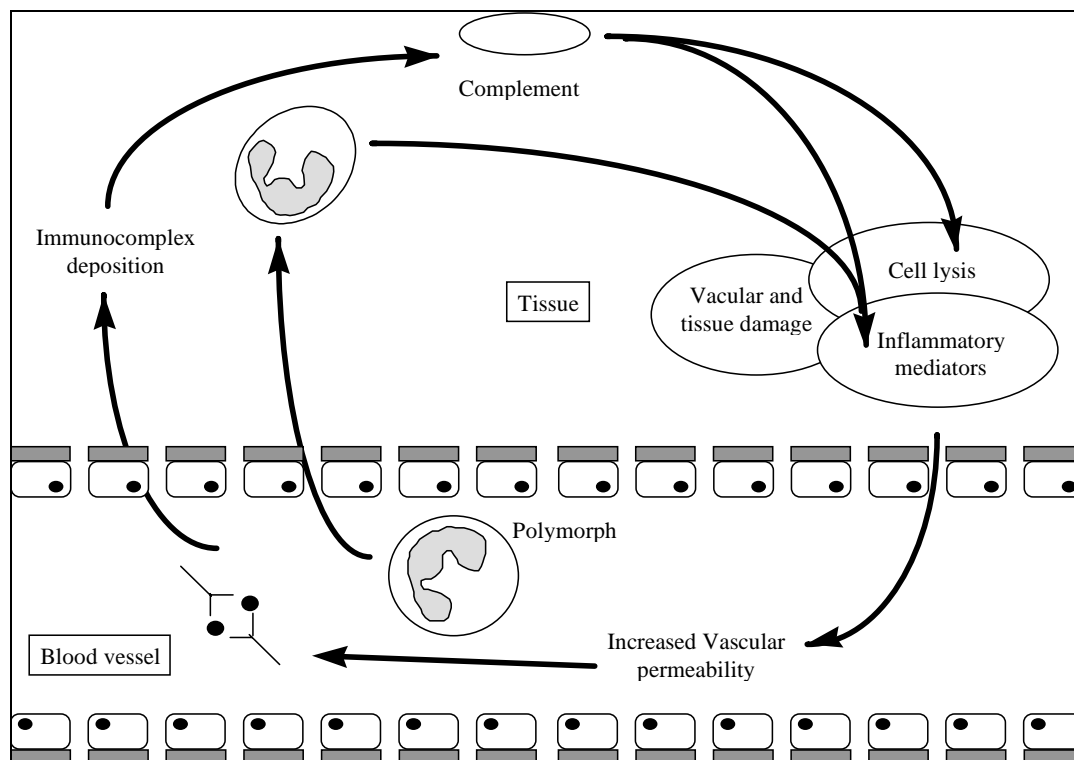 Complement
Immunocomplex
deposition
Cell lysis
Tissue
Vacular and
tissue damage
Inflammatory
mediators
Polymorph
Increased Vascular
permeability
Blood vessel